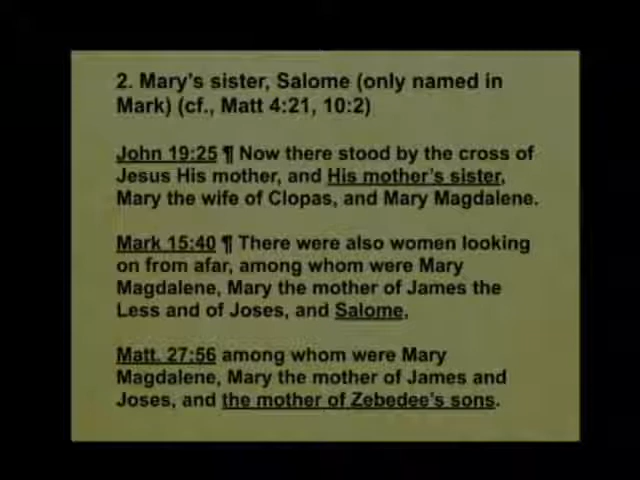 2. Mary's sister, Salome (only named in
Mark) (cf., Matt 4:21, 10:2)
John 19:25 ¶ Now there stood by the cross of
Jesus His mother, and His mother's sister,
Mary the wife of Clopas, and Mary Magdalene.
Mark 15:40 ¶ There were also women looking
on from afar, among whom were Mary
Magdalene, Mary the mother of James the
Less and of Joses, and Salome,
Matt. 27:56 among whom were Mary
Magdalene, Mary the mother of James and
Joses, and the mother of Zebedee's sons.